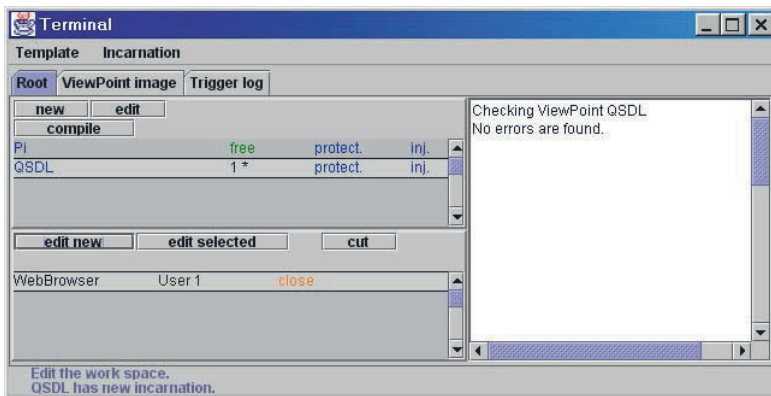 Terminal
Template Incarnation
Root ViewPoint image Trigger log
new edit
compile
Pi free protect. inj.
QSDL 1 * protect. inj.
edit new edit selected cut
WebBrowser User 1 close
Checking ViewPoint QSDL
No errors are found.
Edit the work space.
QSDL has new incarnation.